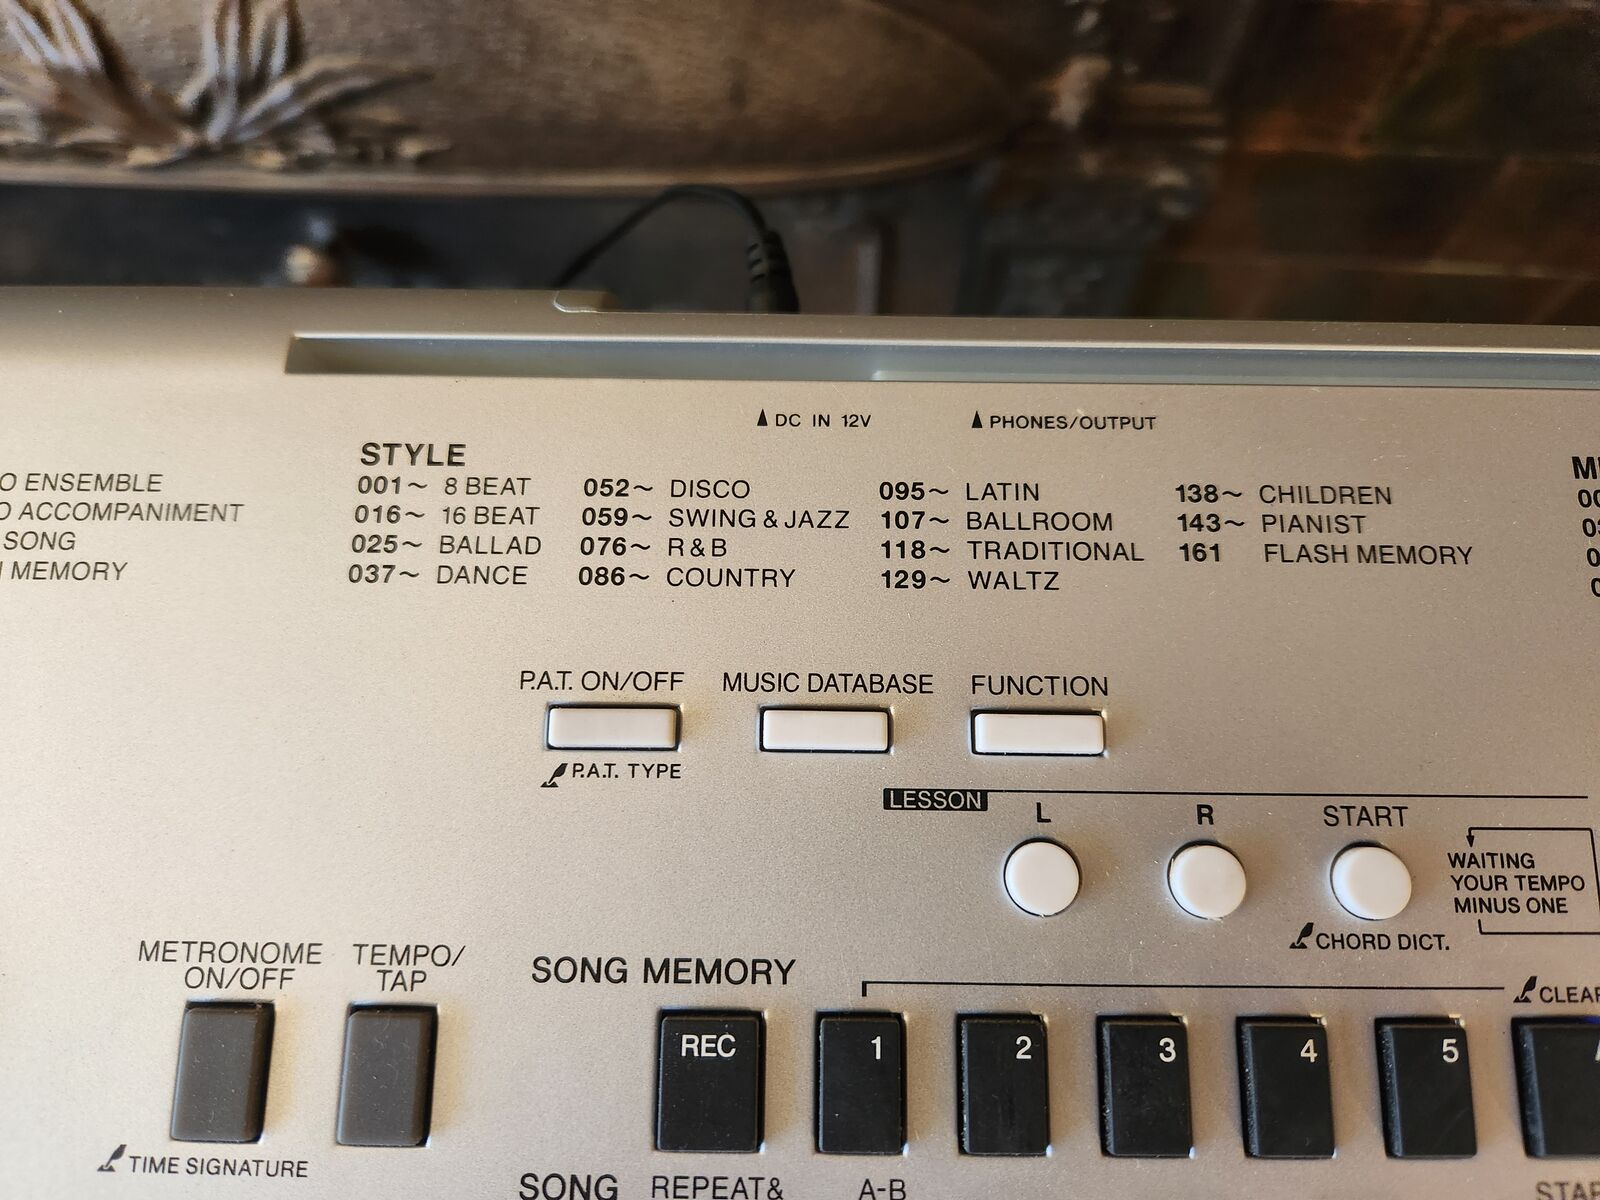 DC IN 12V
PHONES/OUTPUT
STYLE
001~ 8 BEAT
016~ 16 BEAT
025~ BALLAD
037~ DANCE
052~ DISCO
059~ SWING & JAZZ
076~ R & B
086~ COUNTRY
095~ LATIN
107~ BALLROOM
118~ TRADITIONAL
129~ WALTZ
138~ CHILDREN
143~ PIANIST
161 FLASH MEMORY
ENSEMBLE
ACCOMPANIMENT
SONG
MEMORY
P.A.T. ON/OFF
MUSIC DATABASE
FUNCTION
P.A.T. TYPE
LESSON
L
R
START
WAITING
YOUR TEMPO
MINUS ONE
CHORD DICT.
METRONOME
ON/OFF
TEMPO/
TAP
SONG MEMORY
REC
1
2
3
4
5
TIME SIGNATURE
SONG
REPEAT&
A-B